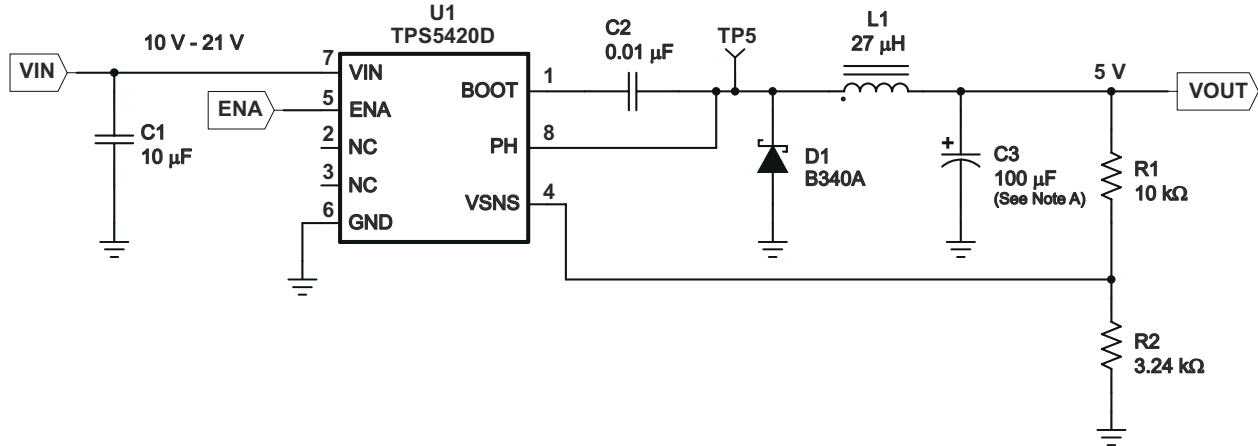 U1
TPS5420D
10 V - 21 V
VIN
7
VIN
BOOT
1
C2
0.01 μF
TP5
L1
27 μH
5 V
VOUT
ENA
5
ENA
C1
10 μF
2
NC
PH
8
3
NC
VSNS
4
6
GND
D1
B340A
+
C3
100 μF
(See Note A)
R1
10 kΩ
R2
3.24 kΩ